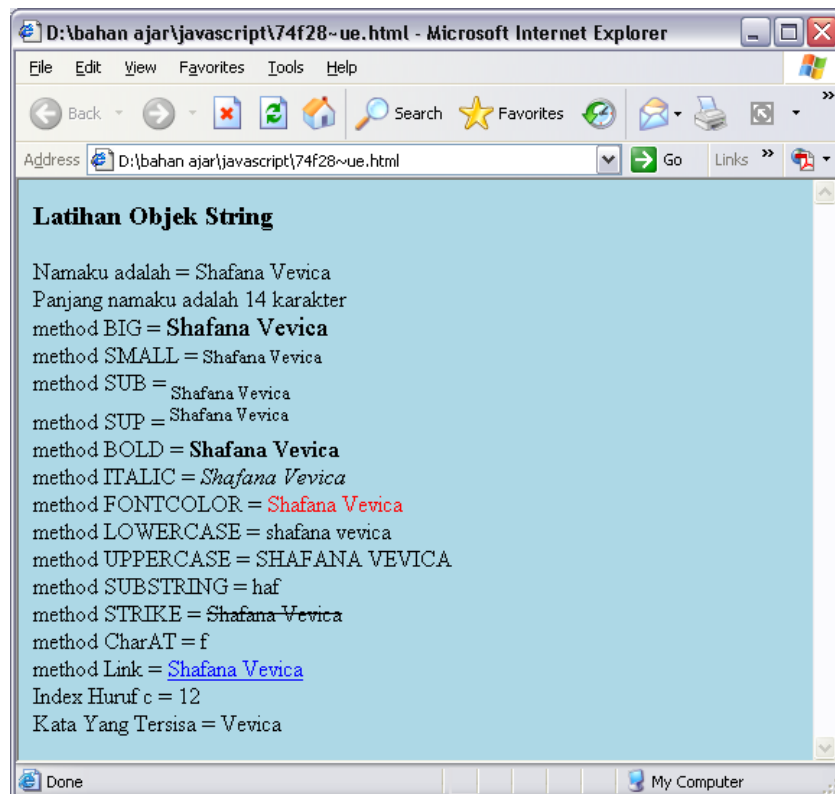 D:\bahan ajar\javascript\74f28~ue.html - Microsoft Internet Explorer
File Edit View Favorites Tools Help
Back Search Favorites »
Address D:\bahan ajar\javascript\74f28~ue.html Go Links »
Latihan Objek String
Namaku adalah = Shafana Vevica
Panjang namaku adalah 14 karakter
method BIG = Shafana Vevica
method SMALL = Shafana Vevica
method SUB = Shafana Vevica
method SUP = Shafana Vevica
method BOLD = Shafana Vevica
method ITALIC = Shafana Vevica
method FONTCOLOR = Shafana Vevica
method LOWERCASE = shafana vevica
method UPPERCASE = SHAFANA VEVICA
method SUBSTRING = haf
method STRIKE = Shafana Vevica
method CharAT = f
method Link = Shafana Vevica
Index Huruf c = 12
Kata Yang Tersisa = Vevica
Done My Computer